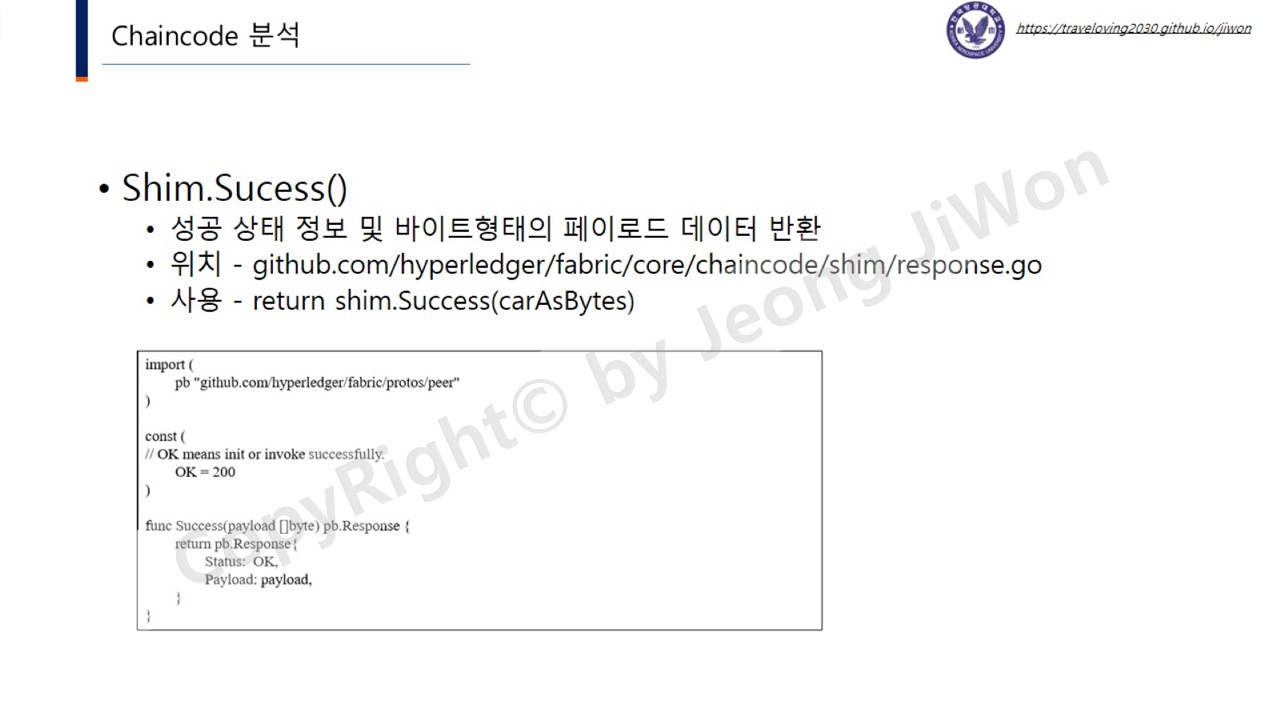 Chaincode 분석
https://traveloving2030.github.io/jiwon
• Shim.Sucess()
• 성공 상태 정보 및 바이트형태의 페이로드 데이터 반환
• 위치 - github.com/hyperledger/fabric/core/chaincode/shim/response.go
• 사용 - return shim.Success(carAsBytes)
import (
pb "github.com/hyperledger/fabric/protos/peer"
)
const (
// OK means init or invoke successfully.
OK = 200
)
func Success(payload []byte) pb.Response {
return pb.Response{
Status: OK,
Payload: payload,
}
}
CopyRight© by Jeong JiWon